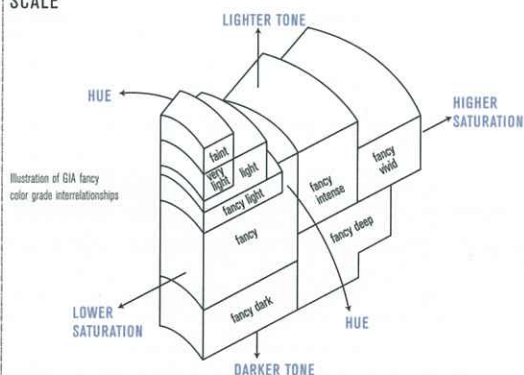 SCALE
LIGHTER TONE
HUE
HIGHER
SATURATION
Illustration of GIA fancy
color grade interrelationships
faint
very
light
light
fancy light
fancy
fancy
intense
fancy
vivid
fancy deep
fancy dark
LOWER
SATURATION
HUE
DARKER TONE